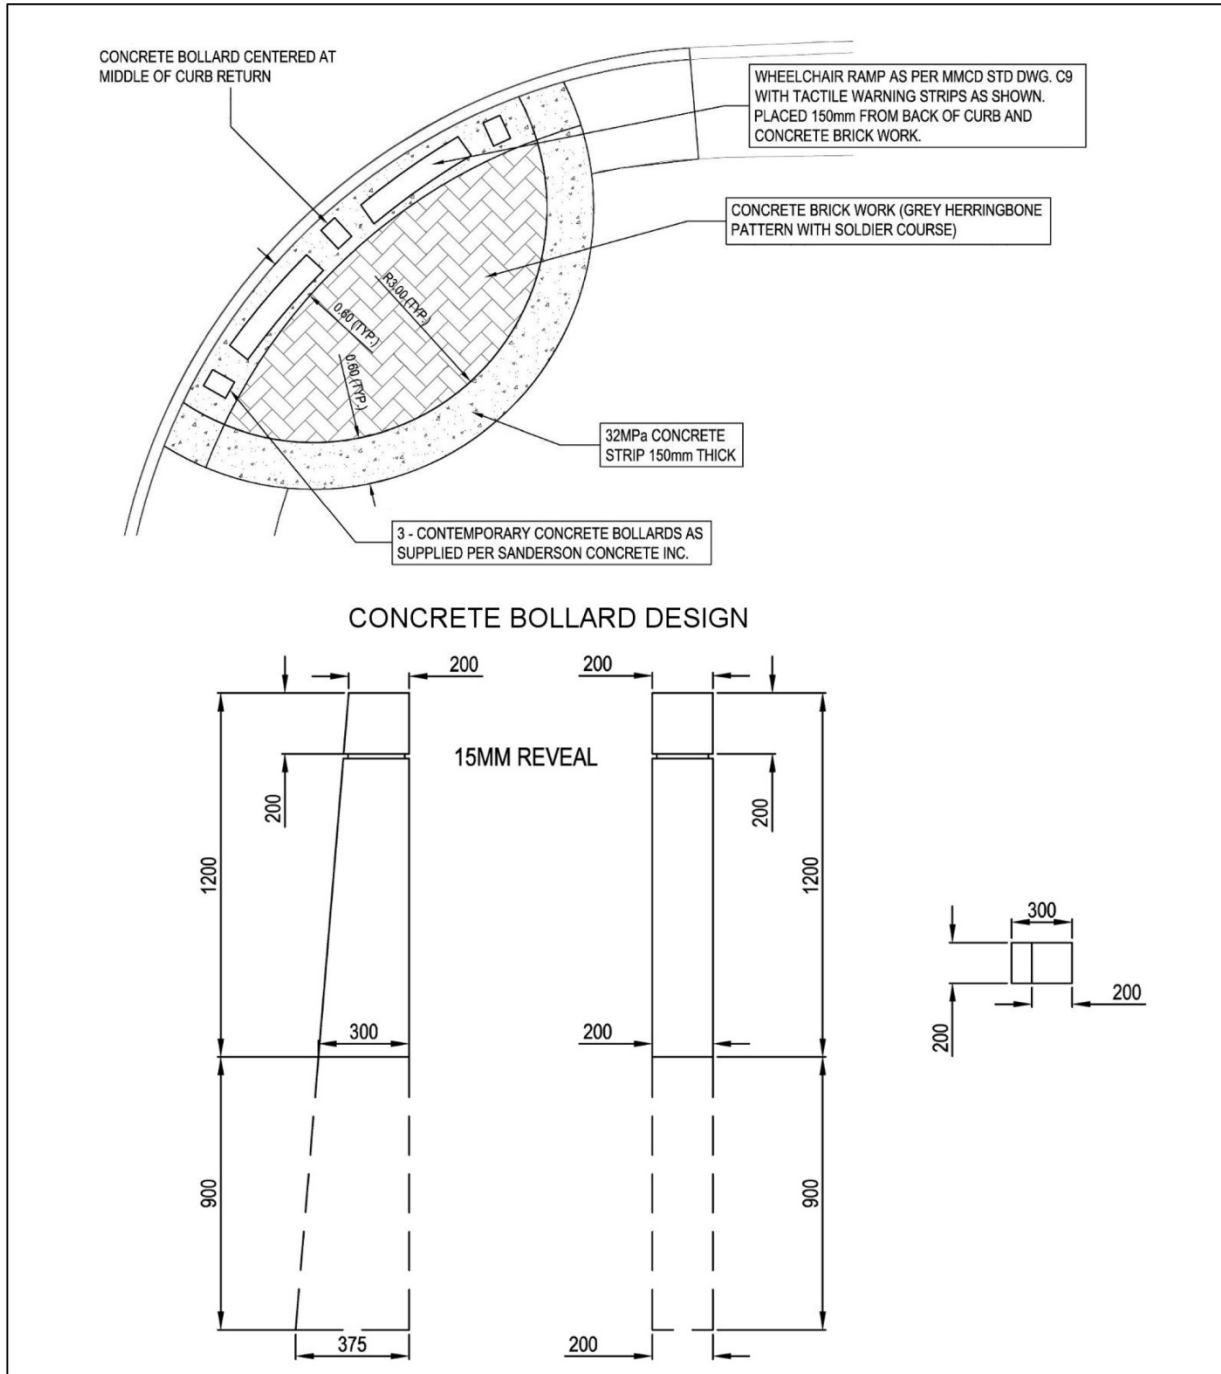 CONCRETE BOLLARD CENTERED AT
MIDDLE OF CURB RETURN
WHEELCHAIR RAMP AS PER MMCD STD DWG. C9
WITH TACTILE WARNING STRIPS AS SHOWN.
PLACED 150mm FROM BACK OF CURB AND
CONCRETE BRICK WORK.
CONCRETE BRICK WORK (GREY HERRINGBONE
PATTERN WITH SOLDIER COURSE)
R3.00 (TYP.)
0.60 (TYP.)
0.60 (TYP.)
32MPa CONCRETE
STRIP 150mm THICK
3 - CONTEMPORARY CONCRETE BOLLARDS AS
SUPPLIED PER SANDERSON CONCRETE INC.
CONCRETE BOLLARD DESIGN
200
200
15MM REVEAL
200
200
1200
1200
300
200
300
200
200
900
900
375
200